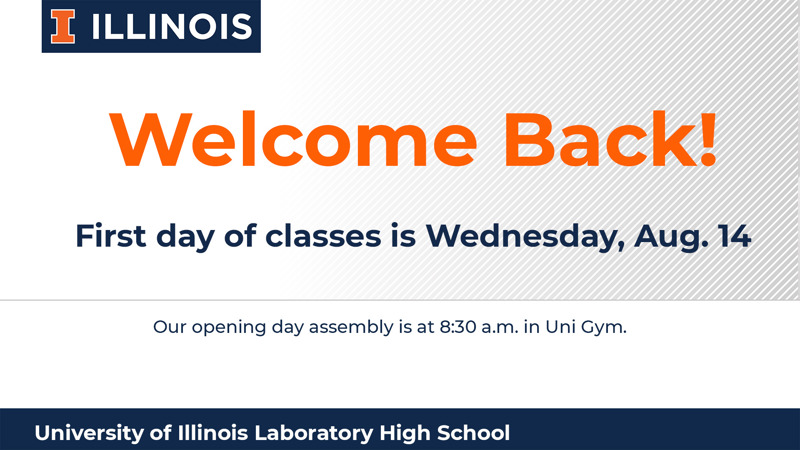 ILLINOIS
Welcome Back!
First day of classes is Wednesday, Aug. 14
Our opening day assembly is at 8:30 a.m. in Uni Gym.
University of Illinois Laboratory High School